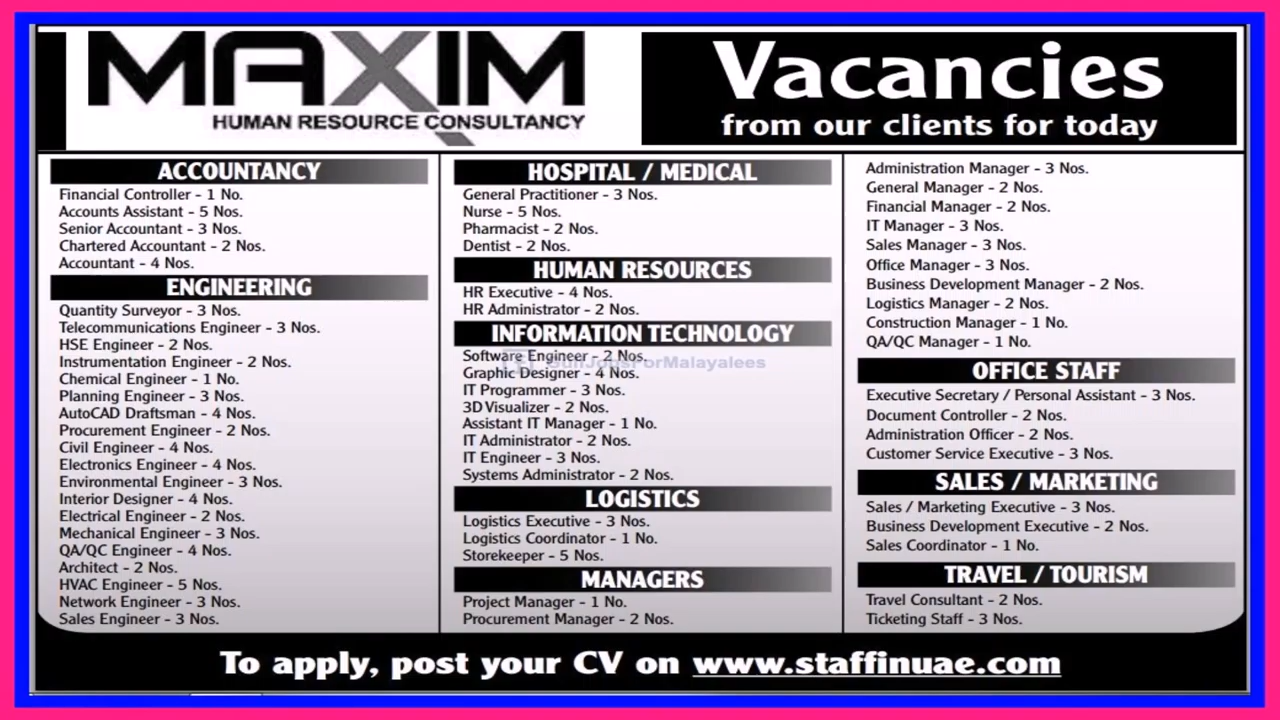 MAXIM
HUMAN RESOURCE CONSULTANCY
Vacancies
from our clients for today
ACCOUNTANCY
Financial Controller - 1 No.
Accounts Assistant - 5 Nos.
Senior Accountant - 3 Nos.
Chartered Accountant - 2 Nos.
Accountant - 4 Nos.
ENGINEERING
Quantity Surveyor - 3 Nos.
Telecommunications Engineer - 3 Nos.
HSE Engineer - 2 Nos.
Instrumentation Engineer - 2 Nos.
Chemical Engineer - 1 No.
Planning Engineer - 3 Nos.
AutoCAD Draftsman - 4 Nos.
Procurement Engineer - 2 Nos.
Civil Engineer - 4 Nos.
Electronics Engineer - 4 Nos.
Environmental Engineer - 3 Nos.
Interior Designer - 4 Nos.
Electrical Engineer - 2 Nos.
Mechanical Engineer - 3 Nos.
QA/QC Engineer - 4 Nos.
Architect - 2 Nos.
HVAC Engineer - 5 Nos.
Network Engineer - 3 Nos.
Sales Engineer - 3 Nos.
HOSPITAL / MEDICAL
General Practitioner - 3 Nos.
Nurse - 5 Nos.
Pharmacist - 2 Nos.
Dentist - 2 Nos.
HUMAN RESOURCES
HR Executive - 4 Nos.
HR Administrator - 2 Nos.
INFORMATION TECHNOLOGY
Software Engineer - 2 Nos.
GulfJobsForMalayalees
Graphic Designer - 4 Nos.
IT Programmer - 3 Nos.
3D Visualizer - 2 Nos.
Assistant IT Manager - 1 No.
IT Administrator - 2 Nos.
IT Engineer - 3 Nos.
Systems Administrator - 2 Nos.
LOGISTICS
Logistics Executive - 3 Nos.
Logistics Coordinator - 1 No.
Storekeeper - 5 Nos.
MANAGERS
Project Manager - 1 No.
Procurement Manager - 2 Nos.
Administration Manager - 3 Nos.
General Manager - 2 Nos.
Financial Manager - 2 Nos.
IT Manager - 3 Nos.
Sales Manager - 3 Nos.
Office Manager - 3 Nos.
Business Development Manager - 2 Nos.
Logistics Manager - 2 Nos.
Construction Manager - 1 No.
QA/QC Manager - 1 No.
OFFICE STAFF
Executive Secretary / Personal Assistant - 3 Nos.
Document Controller - 2 Nos.
Administration Officer - 2 Nos.
Customer Service Executive - 3 Nos.
SALES / MARKETING
Sales / Marketing Executive - 3 Nos.
Business Development Executive - 2 Nos.
Sales Coordinator - 1 No.
TRAVEL / TOURISM
Travel Consultant - 2 Nos.
Ticketing Staff - 3 Nos.
To apply, post your CV on www.staffinuae.com